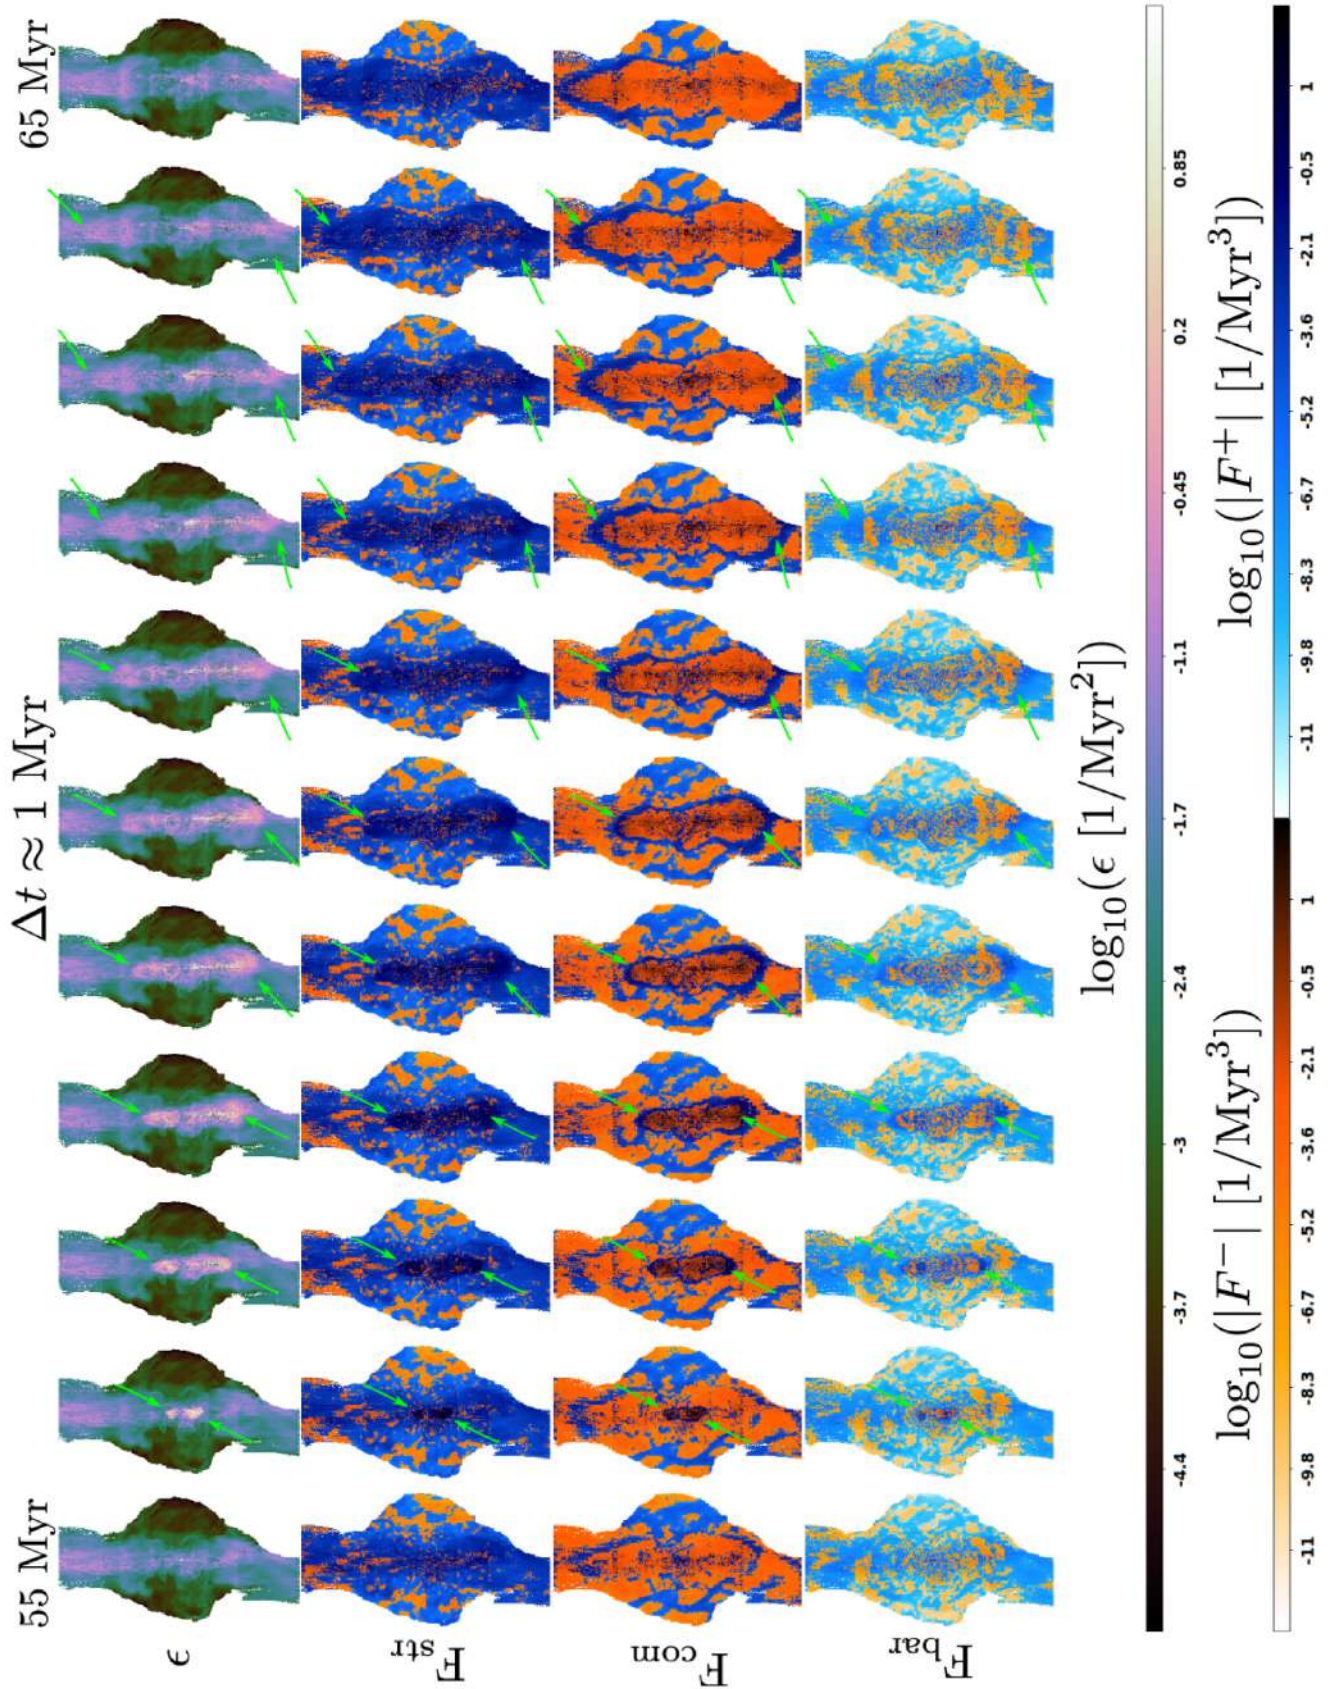 55 Myr
Δt ≈ 1 Myr
65 Myr
ϵ
F_str
F_com
F_bar
-4.4 -3.7 -3 -2.4 -1.7 -1.1 -0.45 0.2 0.85
log₁₀(ϵ [1/Myr²])
log₁₀(|F⁻| [1/Myr³])
log₁₀(|F⁺| [1/Myr³])
-11 -9.8 -8.3 -6.7 -5.2 -3.6 -2.1 -0.5 1 -11 -9.8 -8.3 -6.7 -5.2 -3.6 -2.1 -0.5 1